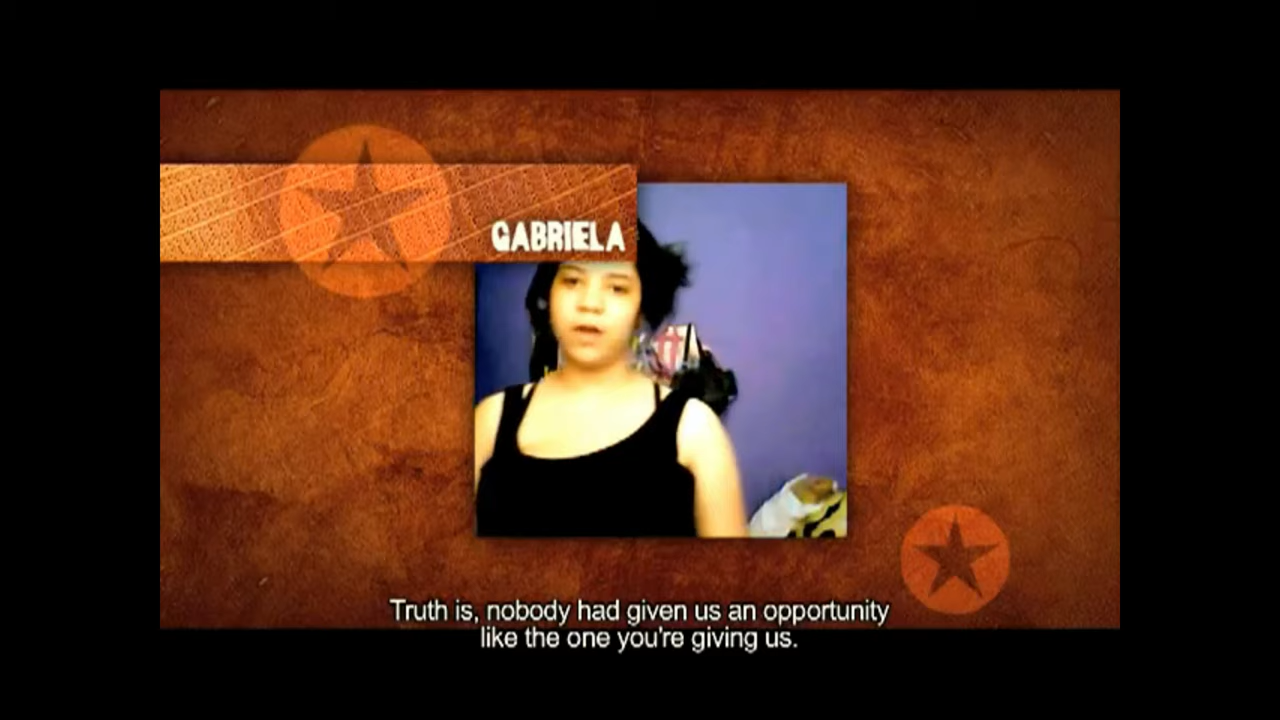 GABRIELA
Truth is, nobody had given us an opportunity
like the one you're giving us.